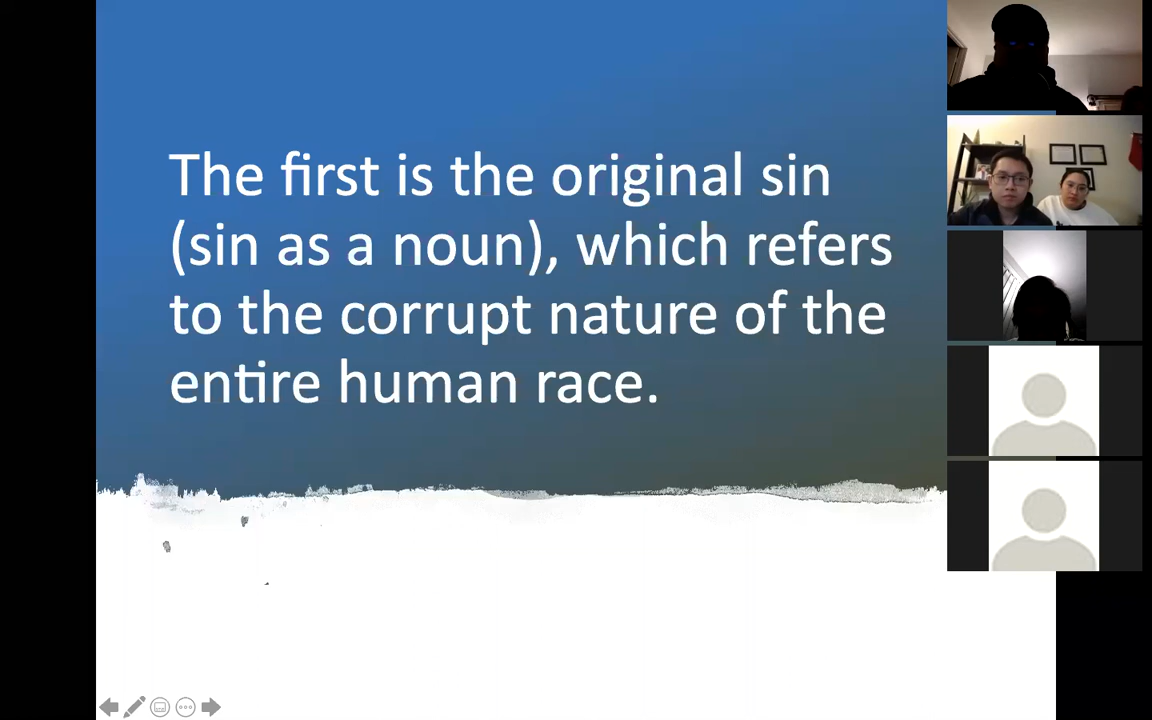 The first is the original sin
(sin as a noun), which refers
to the corrupt nature of the
entire human race.